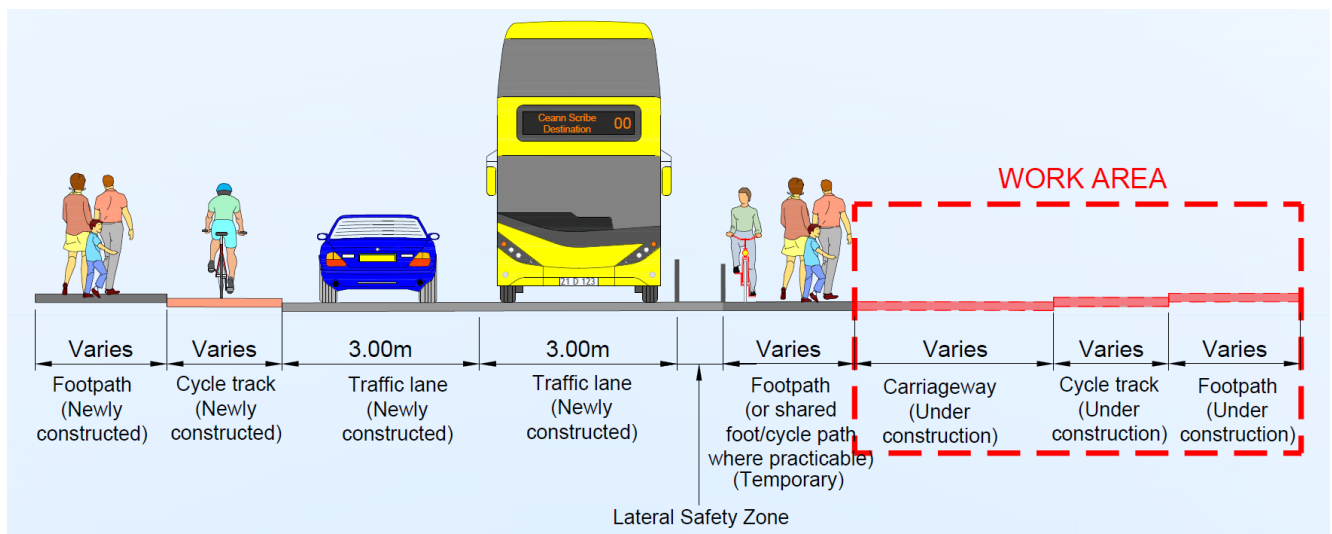 WORK AREA
Ceann Scribe
Destination
00
21 D 123
Varies
Footpath
(Newly
constructed)
Varies
Cycle track
(Newly
constructed)
3.00m
Traffic lane
(Newly
constructed)
3.00m
Traffic lane
(Newly
constructed)
Lateral Safety Zone
Varies
Footpath
(or shared
foot/cycle path
where practicable)
(Temporary)
Varies
Carriageway
(Under
construction)
Varies
Cycle track
(Under
construction)
Varies
Footpath
(Under
construction)